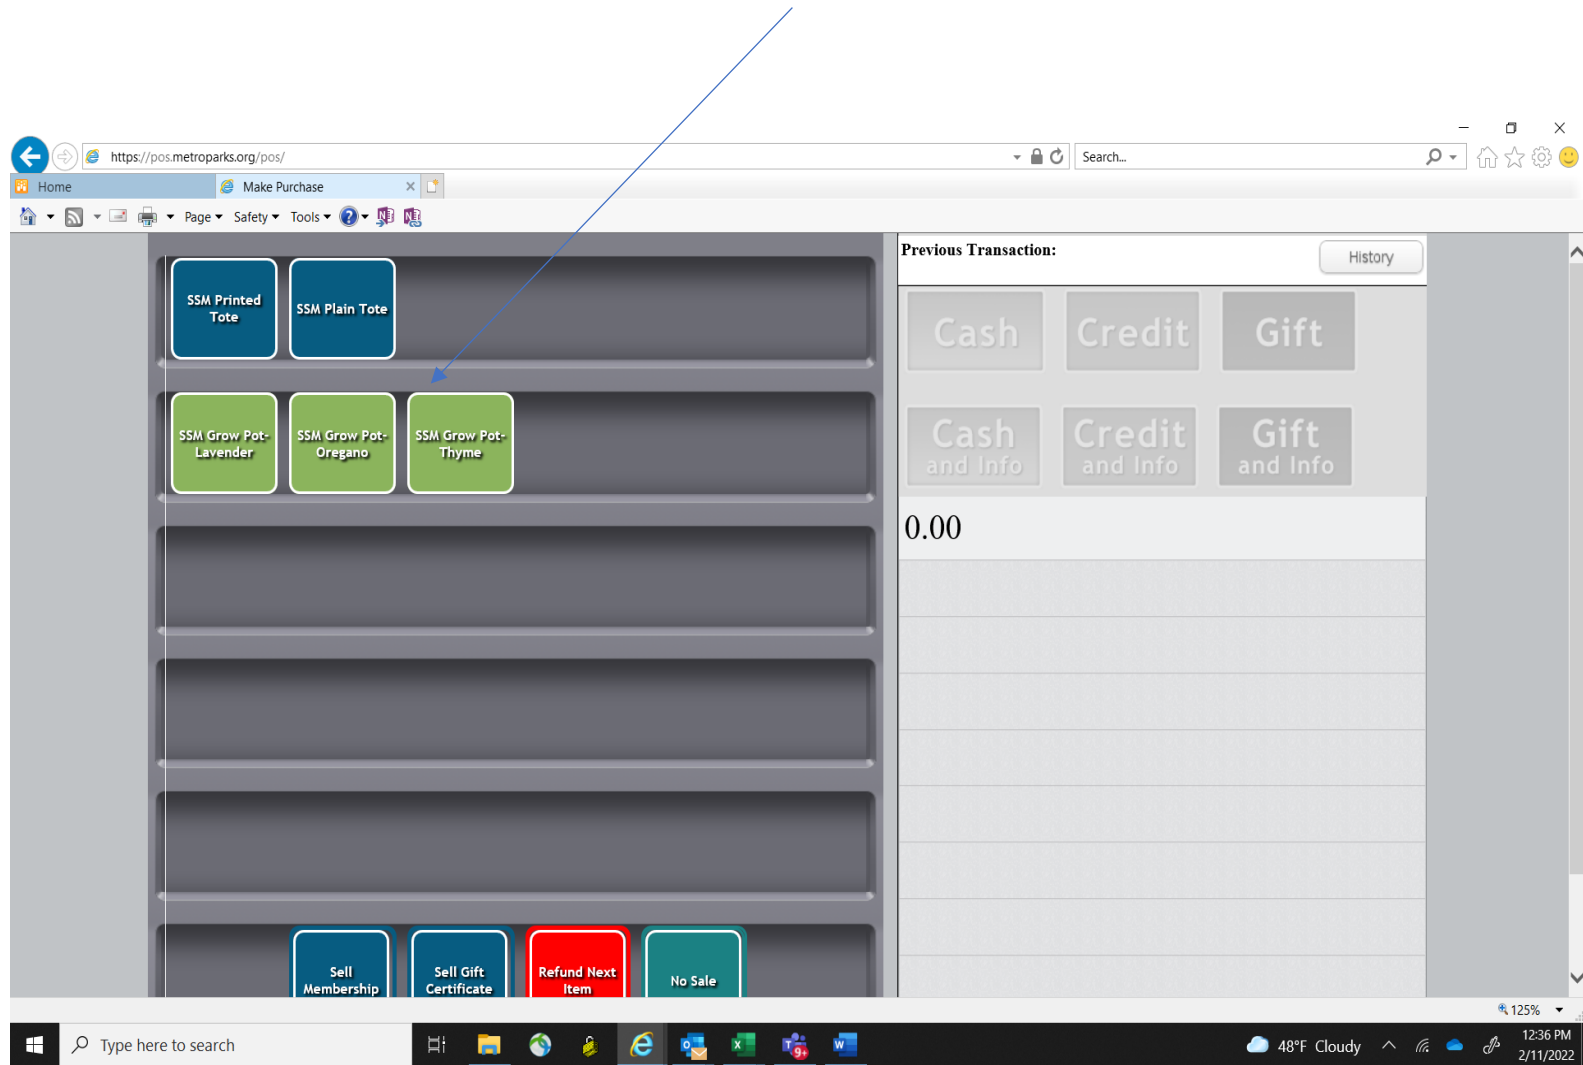 https://pos.metroparks.org/pos/
Search...
Home
Make Purchase
Page Safety Tools
Previous Transaction:
History
SSM Printed
Tote
SSM Plain Tote
Cash
Credit
Gift
SSM Grow Pot-
Lavender
SSM Grow Pot-
Oregano
SSM Grow Pot-
Thyme
Cash
and Info
Credit
and Info
Gift
and Info
0.00
Sell
Membership
Sell Gift
Certificate
Refund Next
Item
No Sale
125%
Type here to search
9+
48°F Cloudy
12:36 PM
2/11/2022